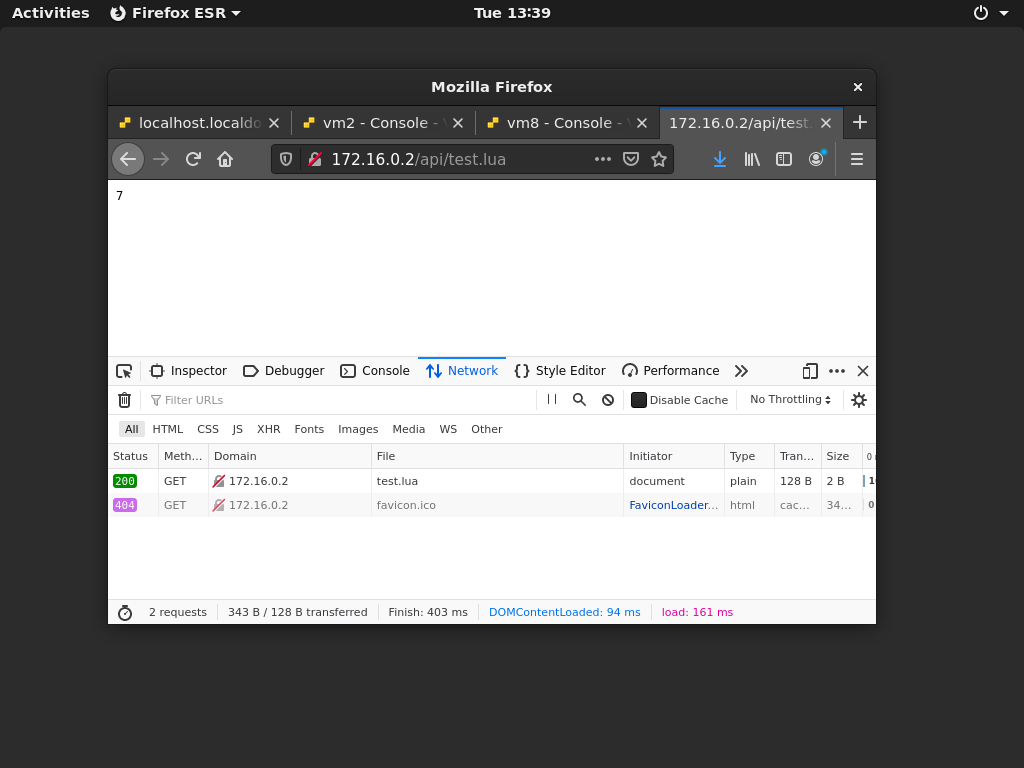 Activities Firefox ESR Tue 13:39
Mozilla Firefox
localhost.localdo vm2 - Console - vm8 - Console - 172.16.0.2/api/test.
172.16.0.2/api/test.lua
7
Inspector Debugger Console Network Style Editor Performance
Filter URLs Disable Cache No Throttling
All HTML CSS JS XHR Fonts Images Media WS Other
Status Meth... Domain File Initiator Type Tran... Size 0
200 GET 172.16.0.2 test.lua document plain 128 B 2 B 1
404 GET 172.16.0.2 favicon.ico FaviconLoader... html cac... 34... 0
2 requests 343 B / 128 B transferred Finish: 403 ms DOMContentLoaded: 94 ms load: 161 ms